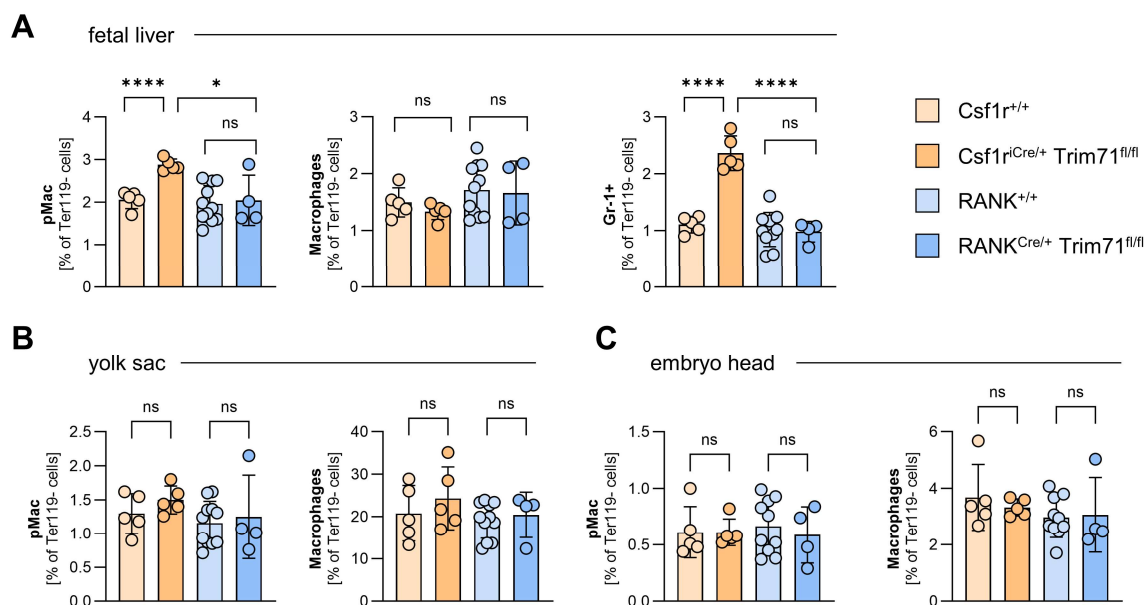 A
fetal liver
**** *
ns
pMac
[% of Ter119- cells]
4
3
2
1
0
ns ns
Macrophages
[% of Ter119- cells]
3
2
1
0
**** ****
ns
Gr-1+
[% of Ter119- cells]
3
2
1
0
Csf1r+/+
Csf1riCre/+ Trim71fl/fl
RANK+/+
RANKCre/+ Trim71fl/fl
B
yolk sac
ns ns
pMac
[% of Ter119- cells]
2.5
2.0
1.5
1.0
0.5
0.0
ns ns
Macrophages
[% of Ter119- cells]
40
30
20
10
0
C
embryo head
ns ns
pMac
[% of Ter119- cells]
1.5
1.0
0.5
0.0
ns ns
Macrophages
[% of Ter119- cells]
6
4
2
0